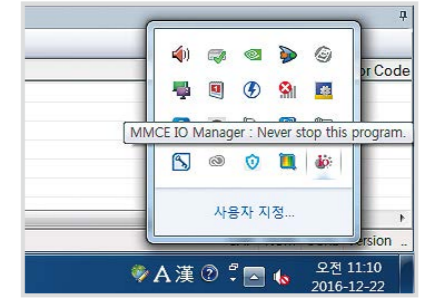 or Code
MMCE IO Manager : Never stop this program.
사용자 지정...
ersion ..
A 漢
오전 11:10
2016-12-22